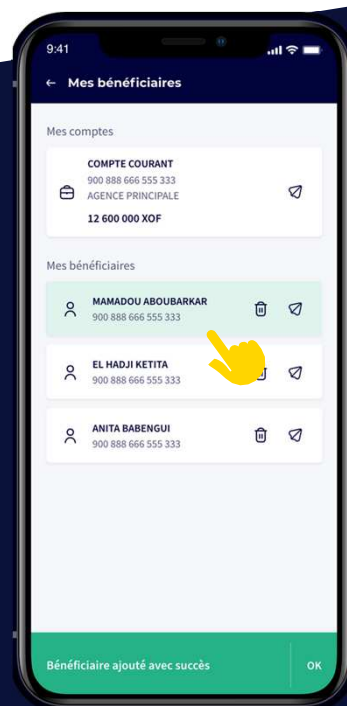 9:41
← Mes bénéficiaires
Mes comptes
COMPTE COURANT
900 888 666 555 333
AGENCE PRINCIPALE
12 600 000 XOF
Mes bénéficiaires
MAMADOU ABOUBARKAR
900 888 666 555 333
EL HADJI KETITA
900 888 666 555 333
ANITA BABENGUI
900 888 666 555 333
Bénéficiaire ajouté avec succès
OK